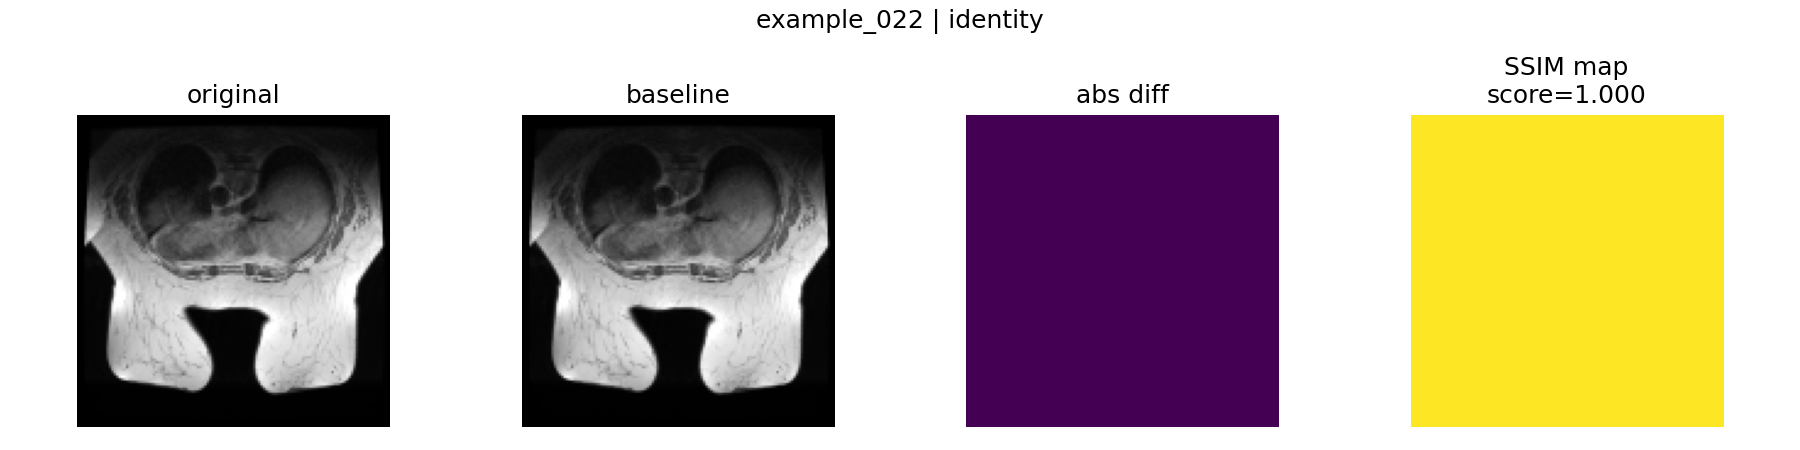 example_022 | identity
original
baseline
abs diff
SSIM map
score=1.000